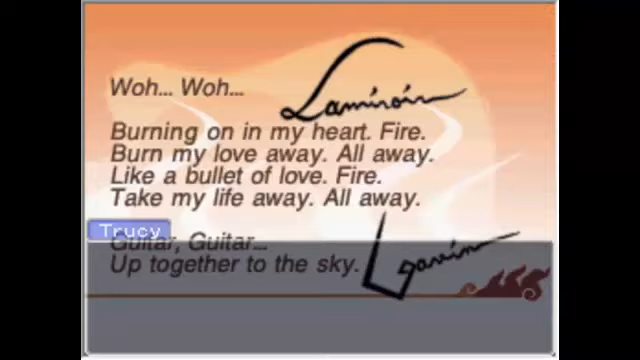 Woh... Woh...
Lamiroir
Burning on in my heart. Fire.
Burn my love away. All away.
Like a bullet of love. Fire.
Take my life away. All away.
Trucy
Guitar, Guitar...
Up together to the sky.
Gavin